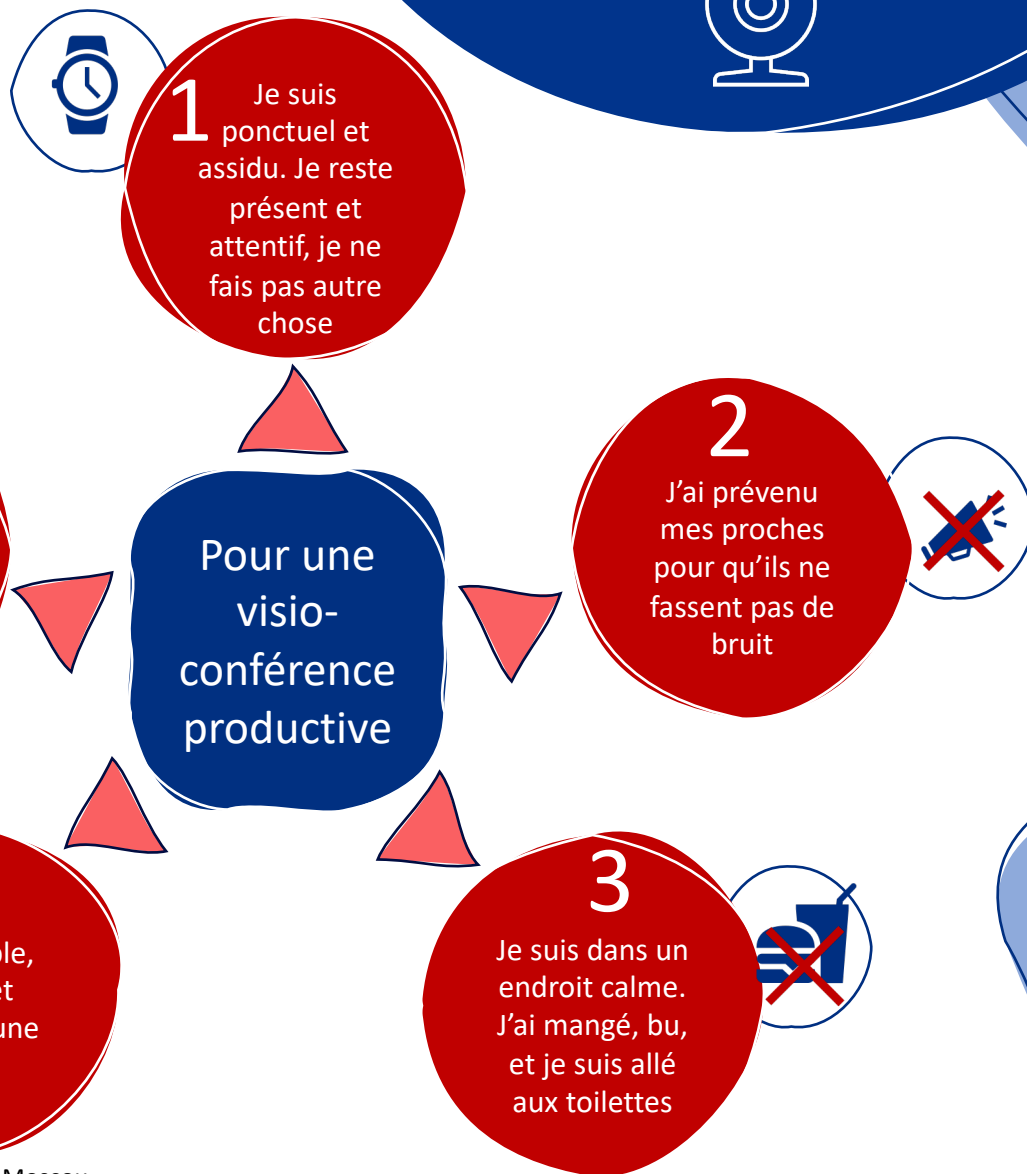 1
Je suis
ponctuel et
assidu. Je reste
présent et
attentif, je ne
fais pas autre
chose
2
J'ai prévenu
mes proches
pour qu'ils ne
fassent pas de
bruit
Pour une
visio-
conférence
productive
3
Je suis dans un
endroit calme.
J'ai mangé, bu,
et je suis allé
aux toilettes